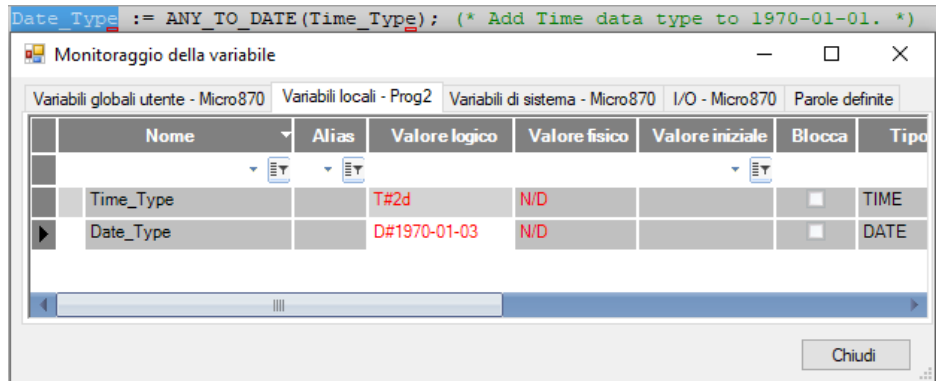 Date_Type := ANY_TO_DATE(Time_Type); (* Add Time data type to 1970-01-01. *)
Monitoraggio della variabile
Variabili globali utente - Micro870 Variabili locali - Prog2 Variabili di sistema - Micro870 I/O - Micro870 Parole definite
Nome Alias Valore logico Valore fisico Valore iniziale Blocca Tipo
Time_Type T#2d N/D TIME
Date_Type D#1970-01-03 N/D DATE
Chiudi